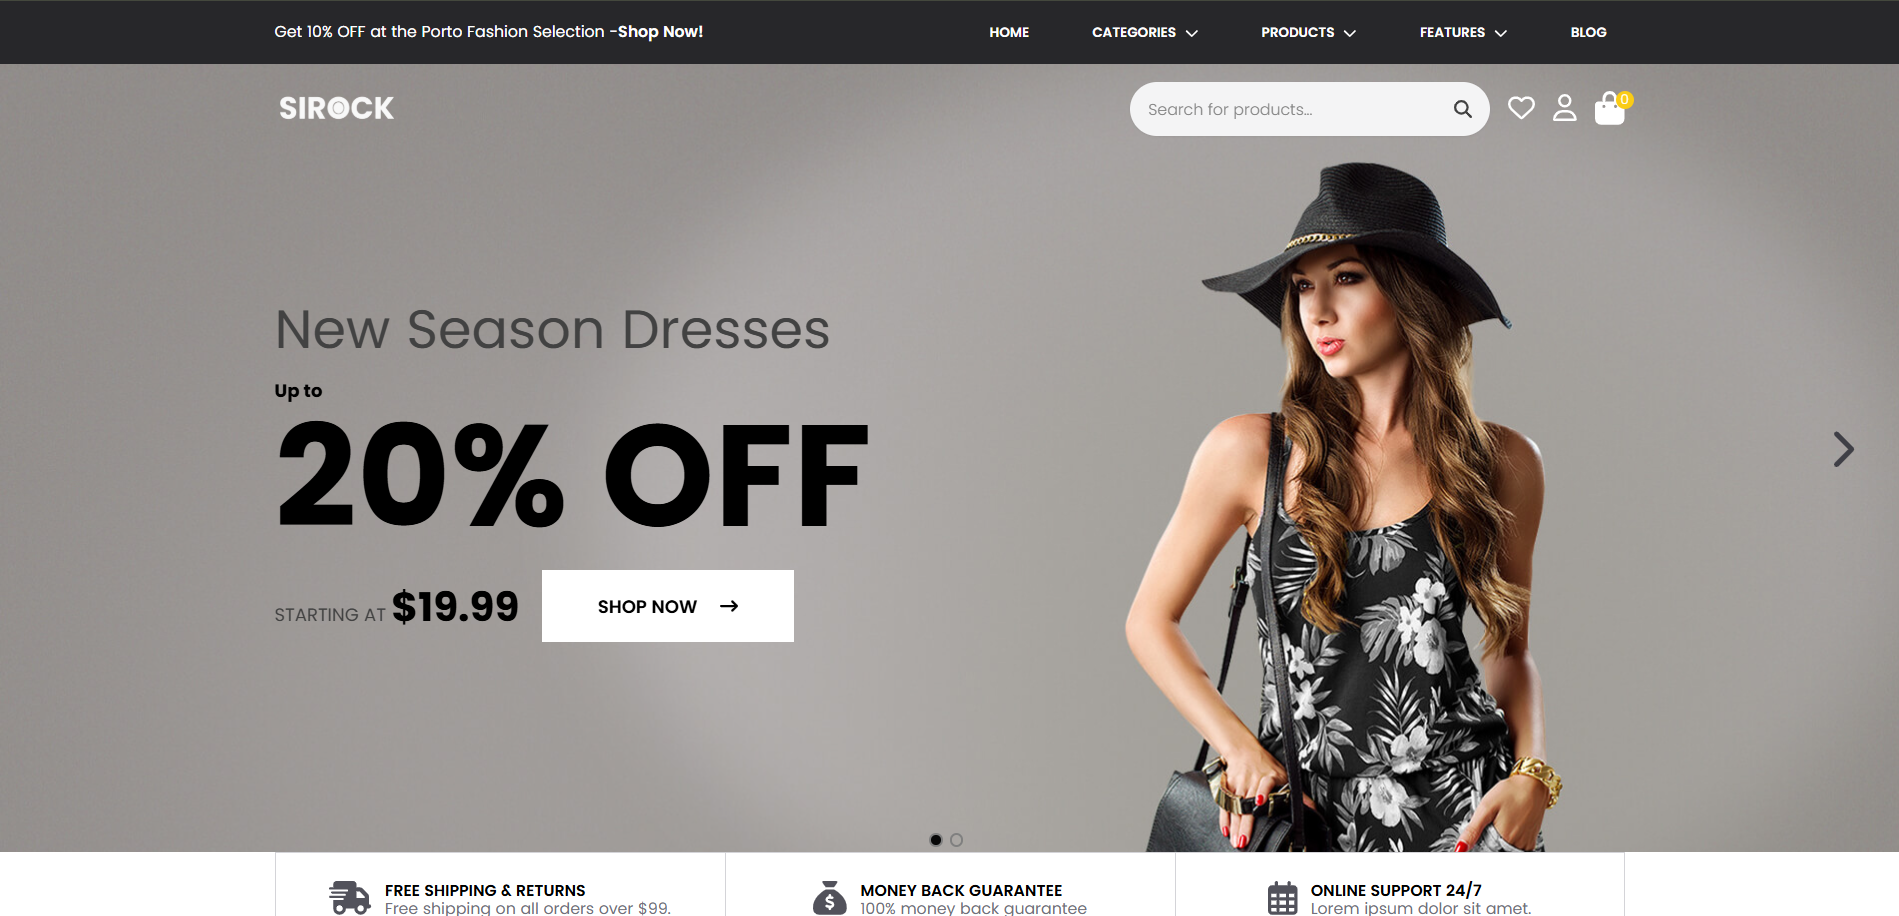 Get 10% OFF at the Porto Fashion Selection -Shop Now!
HOME
CATEGORIES
PRODUCTS
FEATURES
BLOG
SIROCK
Search for products...
0
New Season Dresses
Up to
20% OFF
STARTING AT $19.99
SHOP NOW
FREE SHIPPING & RETURNS
Free shipping on all orders over $99.
MONEY BACK GUARANTEE
100% money back guarantee
ONLINE SUPPORT 24/7
Lorem ipsum dolor sit amet.